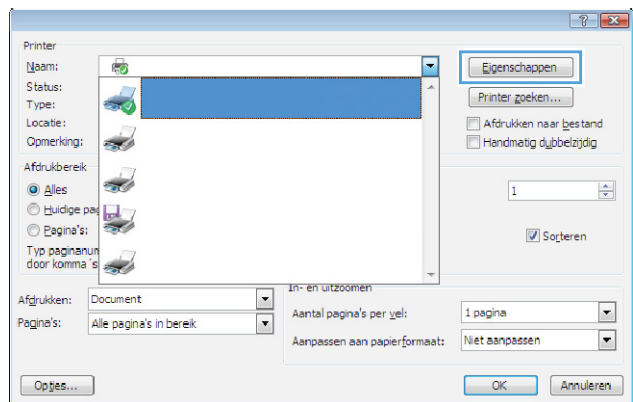 Printer
Naam:
Eigenschappen
Status:
Type:
Printer zoeken...
Locatie:
Afdrukken naar bestand
Opmerking:
Handmatig dubbelzijdig
Afdrukbereik
Alles
1
Huidige pag
Pagina's:
Sorteren
Typ paginanum
door komma's
In- en uitzoomen
Afdrukken:
Document
Aantal pagina's per vel:
1 pagina
Pagina's:
Alle pagina's in bereik
Aanpassen aan papierformaat:
Niet aanpassen
Opties...
OK
Annuleren